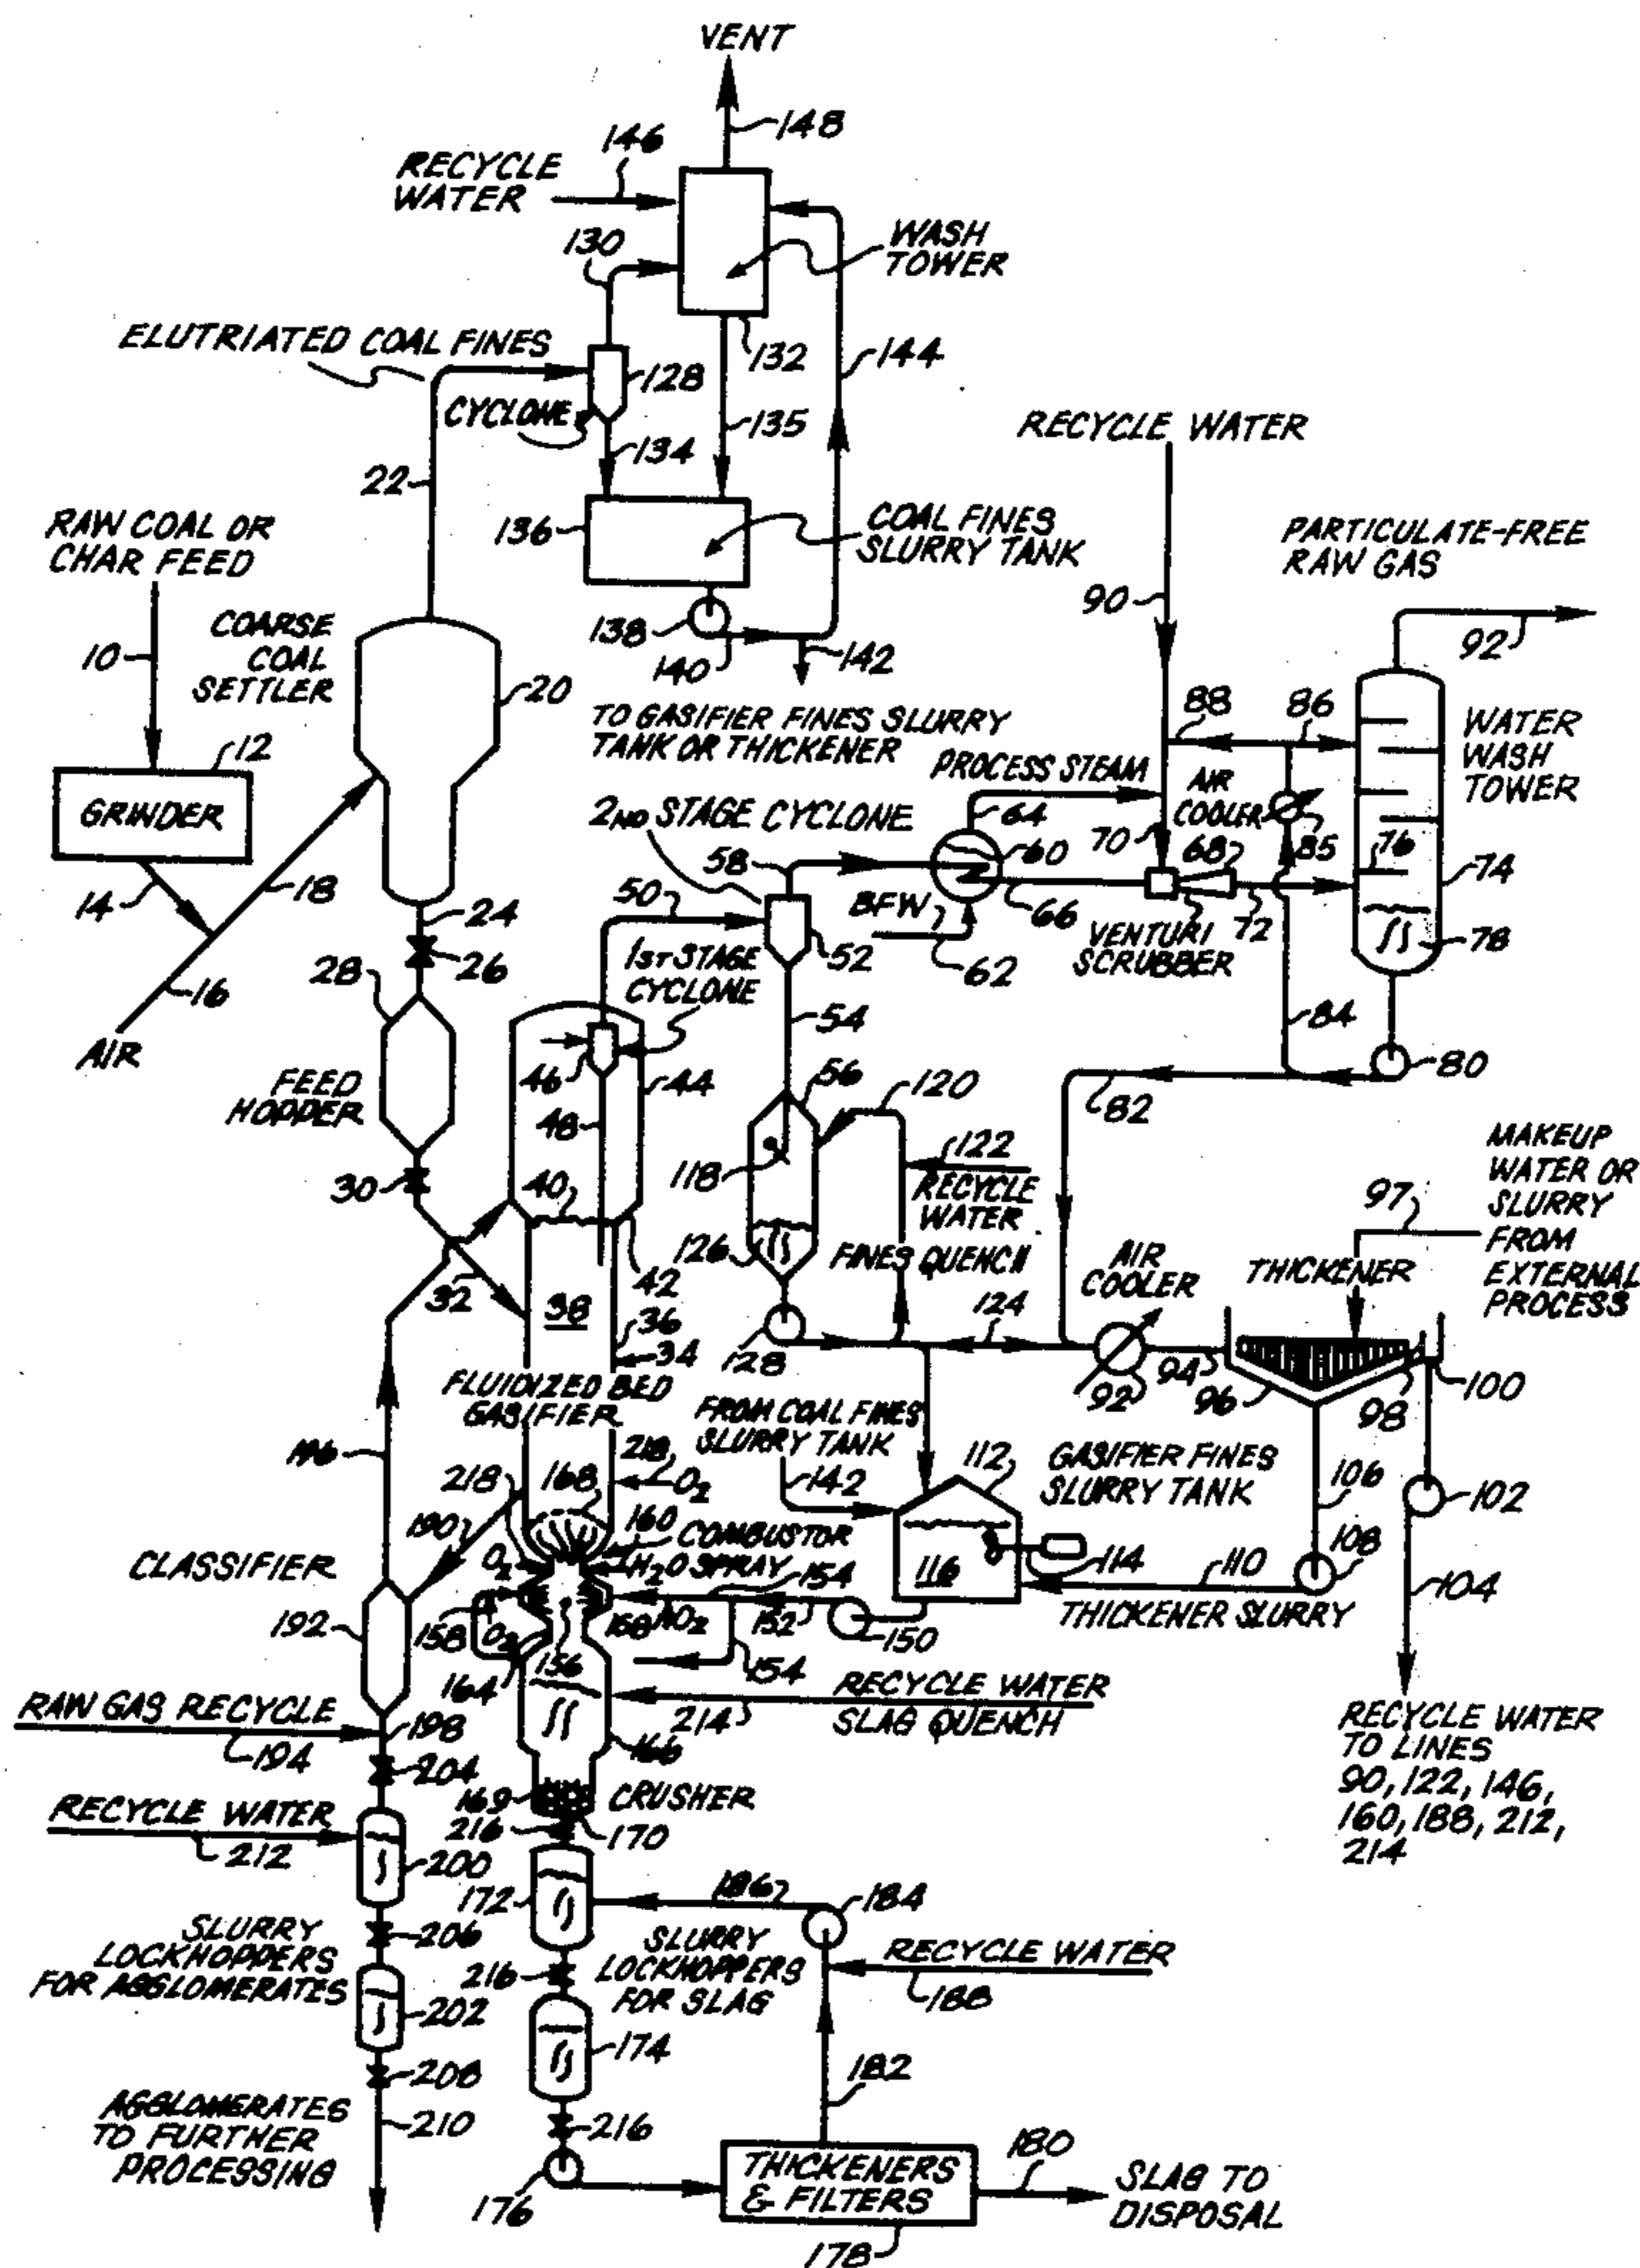 VENT
148
146
RECYCLE
WATER
130
WASH
TOWER
ELUTRIATED COAL FINES
132
144
128
CYCLONE
135
134
RECYCLE WATER
22
RAW COAL OR
CHAR FEED
136
COAL FINES
SLURRY TANK
PARTICULATE-FREE
RAW GAS
90
10
COARSE
COAL
SETTLER
138
140
142
92
20
TO GASIFIER FINES SLURRY
TANK OR THICKENER
88
86
WATER
WASH
TOWER
12
GRINDER
PROCESS STEAM
AIR
COOLER
2ND STAGE CYCLONE
64
70
68
85
76
58
60
74
14
18
24
50
BFW
66
72
78
26
1ST STAGE
CYCLONE
52
62
VENTURI
SCRUBBER
28
16
54
84
AIR
46
44
56
120
80
FEED
HOPPER
48
82
118
122
RECYCLE
WATER
MAKEUP
WATER OR
SLURRY
FROM
EXTERNAL
PROCESS
97
30
40
126
FINES QUENCH
AIR
COOLER
THICKENER
32
38
42
36
34
128
124
92
94
96
98
100
FLUIDIZED BED
GASIFIER
FROM COAL FINES
SLURRY TANK
196
218
168
218
O2
142
112
GASIFIER FINES
SLURRY TANK
106
102
190
160
COMBUSTOR
CLASSIFIER
O2
H2O SPRAY
154
116
114
110
108
104
192
158
O2
156
168
O2
152
150
THICKENER SLURRY
164
154
RAW GAS RECYCLE
194
198
RECYCLE WATER
SLAG QUENCH
214
166
RECYCLE WATER
TO LINES
90, 122, 146,
160, 188, 212,
214
204
169
CRUSHER
RECYCLE WATER
212
216
170
200
172
186
184
SLURRY
LOCKHOPPERS
FOR AGGLOMERATES
206
216
SLURRY
LOCKHOPPERS
FOR SLAG
RECYCLE WATER
188
202
174
182
208
AGGLOMERATES
TO FURTHER
PROCESSING
210
216
176
THICKENERS
& FILTERS
180
SLAG TO
DISPOSAL
178